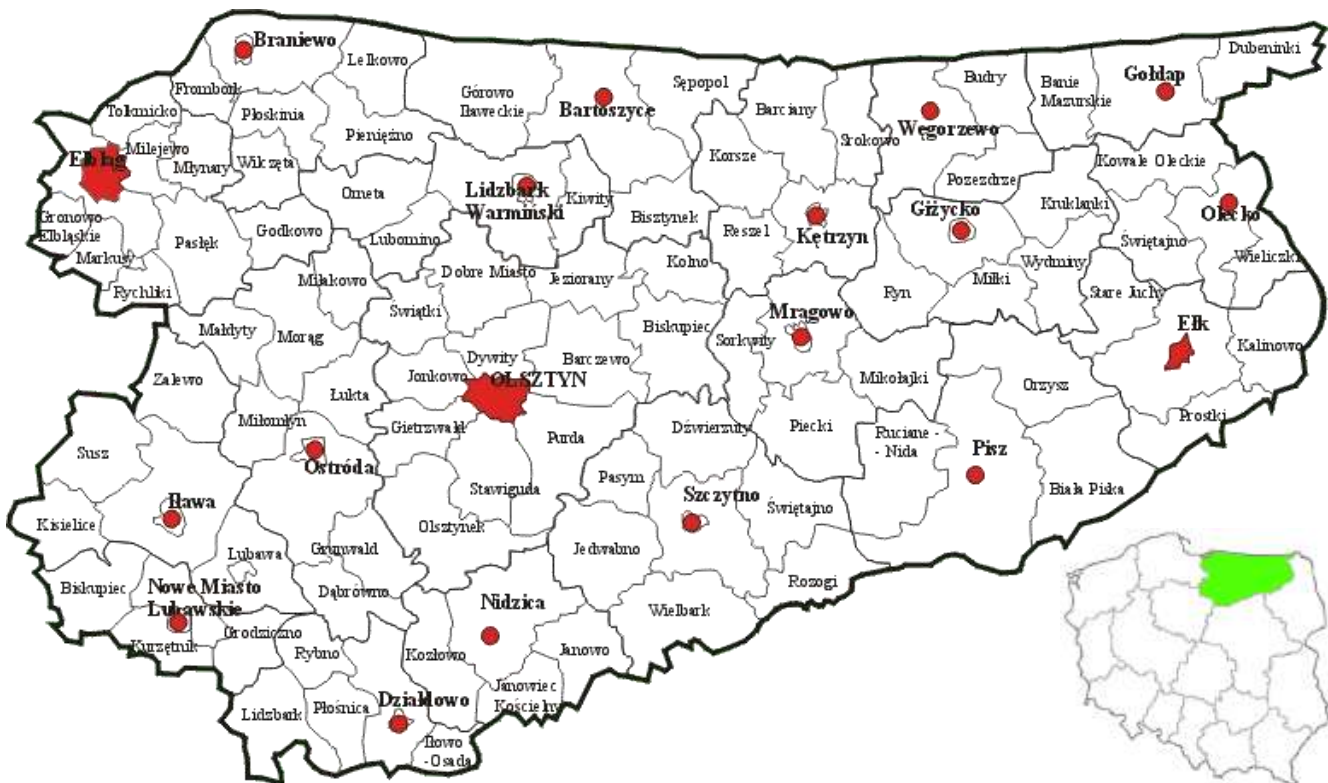 Braniewo
Lelkowo
Dubeninki
Frombork
Górowo
Iławeckie
Sępopol
Budry
Banie
Mazurskie
Gołdap
Tolkmicko
Płoskinia
Bartoszyce
Barciany
Węgorzewo
Pieniężno
Srokowo
Elbląg
Milejewo
Młynary
Wilczęta
Korsze
Kowale Oleckie
Orneta
Lidzbark
Warmiński
Kiwity
Pozezdrze
Kruklanki
Gronowo
Elbląskie
Pasłęk
Godkowo
Lubomino
Bisztynek
Reszel
Kętrzyn
Giżycko
Olecko
Świętajno
Markusy
Wieliczki
Rychliki
Miłakowo
Dobre Miasto
Jeziorany
Kolno
Wydminy
Ryn
Miłki
Stare Juchy
Małdyty
Morąg
Świątki
Biskupiec
Mrągowo
Sorkwity
Ełk
Kalinowo
Zalewo
Dywity
Barczewo
Jonkowo
OLSZTYN
Mikołajki
Orzysz
Łukta
Miłomłyn
Gietrzwałd
Purda
Dźwierzuty
Piecki
Prostki
Ruciane -
- Nida
Pisz
Susz
Ostróda
Pasym
Stawiguda
Szczytno
Świętajno
Biała Piska
Iława
Kisielice
Olsztynek
Lubawa
Grunwald
Jedwabno
Biskupiec
Nowe Miasto
Lubawskie
Dąbrówno
Nidzica
Wielbark
Rozogi
Kurzętnik
Grodziczno
Rybno
Kozłowo
Janowo
Janowiec
Kościelny
Lidzbark
Płośnica
Działdowo
Iłowo
-Osada